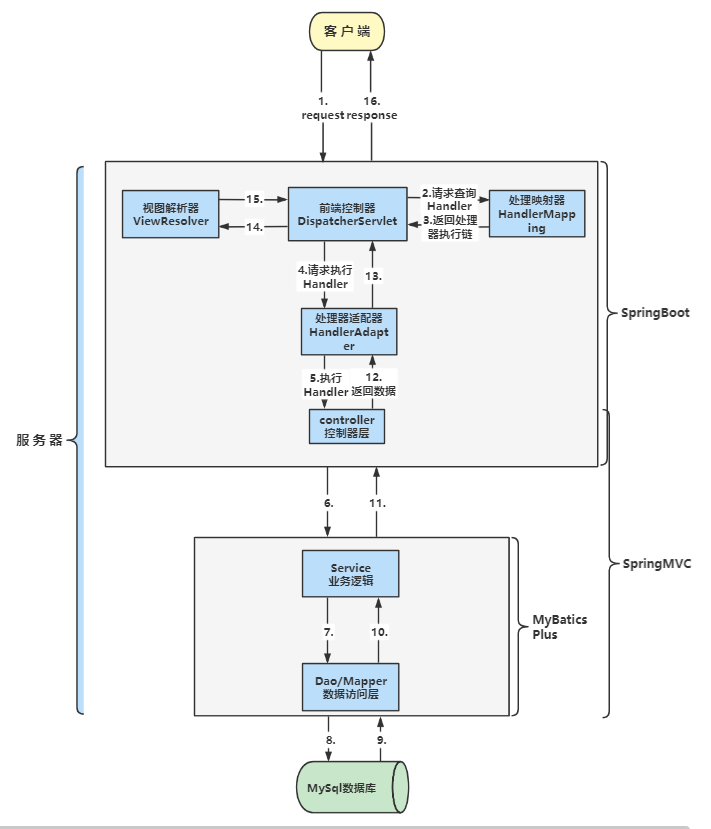 客 户 端
1.
request
16.
response
视图解析器
ViewResolver
15.
14.
前端控制器
DispatcherServlet
2.请求查询
Handler
3.返回处理
器执行链
处理映射器
HandlerMapp
ing
4.请求执行
Handler
13.
处理器适配器
HandlerAdapt
er
SpringBoot
5.执行
Handler
12.
返回数据
controller
控制器层
服 务 器
6.
11.
Service
业务逻辑
SpringMVC
7.
10.
MyBatics
Plus
Dao/Mapper
数据访问层
8.
9.
MySql数据库